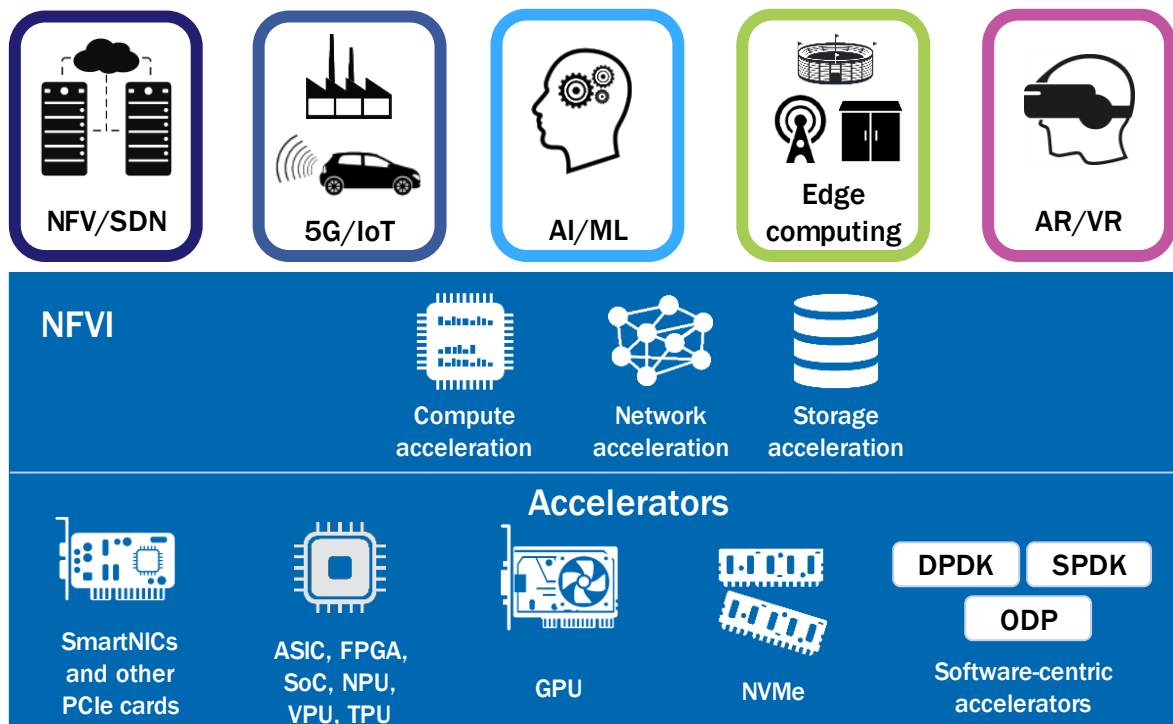 NFV/SDN
5G/IoT
AI/ML
Edge
computing
AR/VR
NFVI
Compute
acceleration
Network
acceleration
Storage
acceleration
Accelerators
SmartNICs
and other
PCIe cards
ASIC, FPGA,
SoC, NPU,
VPU, TPU
GPU
NVMe
DPDK
SPDK
ODP
Software-centric
accelerators